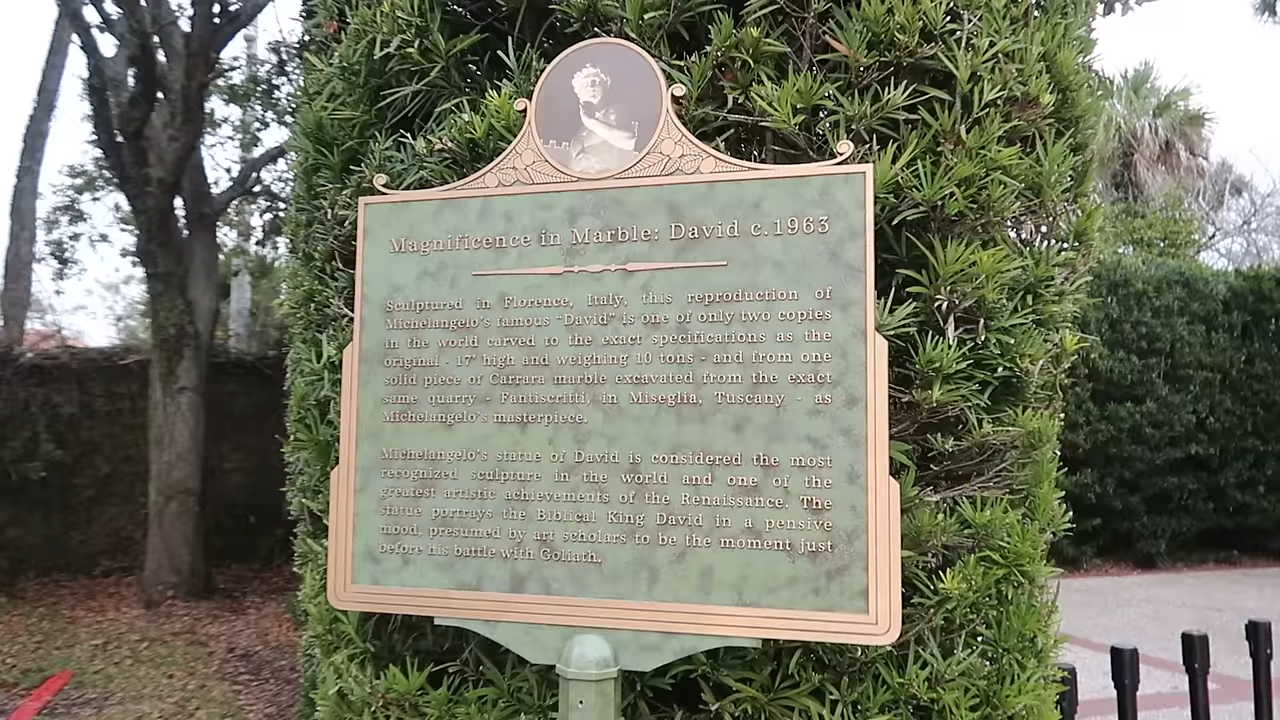 Magnificence in Marble: David c.1963
Sculptured in Florence, Italy, this reproduction of
Michelangelo's famous "David" is one of only two copies
in the world carved to the exact specifications as the
original - 17' high and weighing 10 tons - and from one
solid piece of Carrara marble excavated from the exact
same quarry - Fantiscritti, in Miseglia, Tuscany - as
Michelangelo's masterpiece.
Michelangelo's statue of David is considered the most
recognized sculpture in the world and one of the
greatest artistic achievements of the Renaissance. The
statue portrays the Biblical King David in a pensive
mood, presumed by art scholars to be the moment just
before his battle with Goliath.